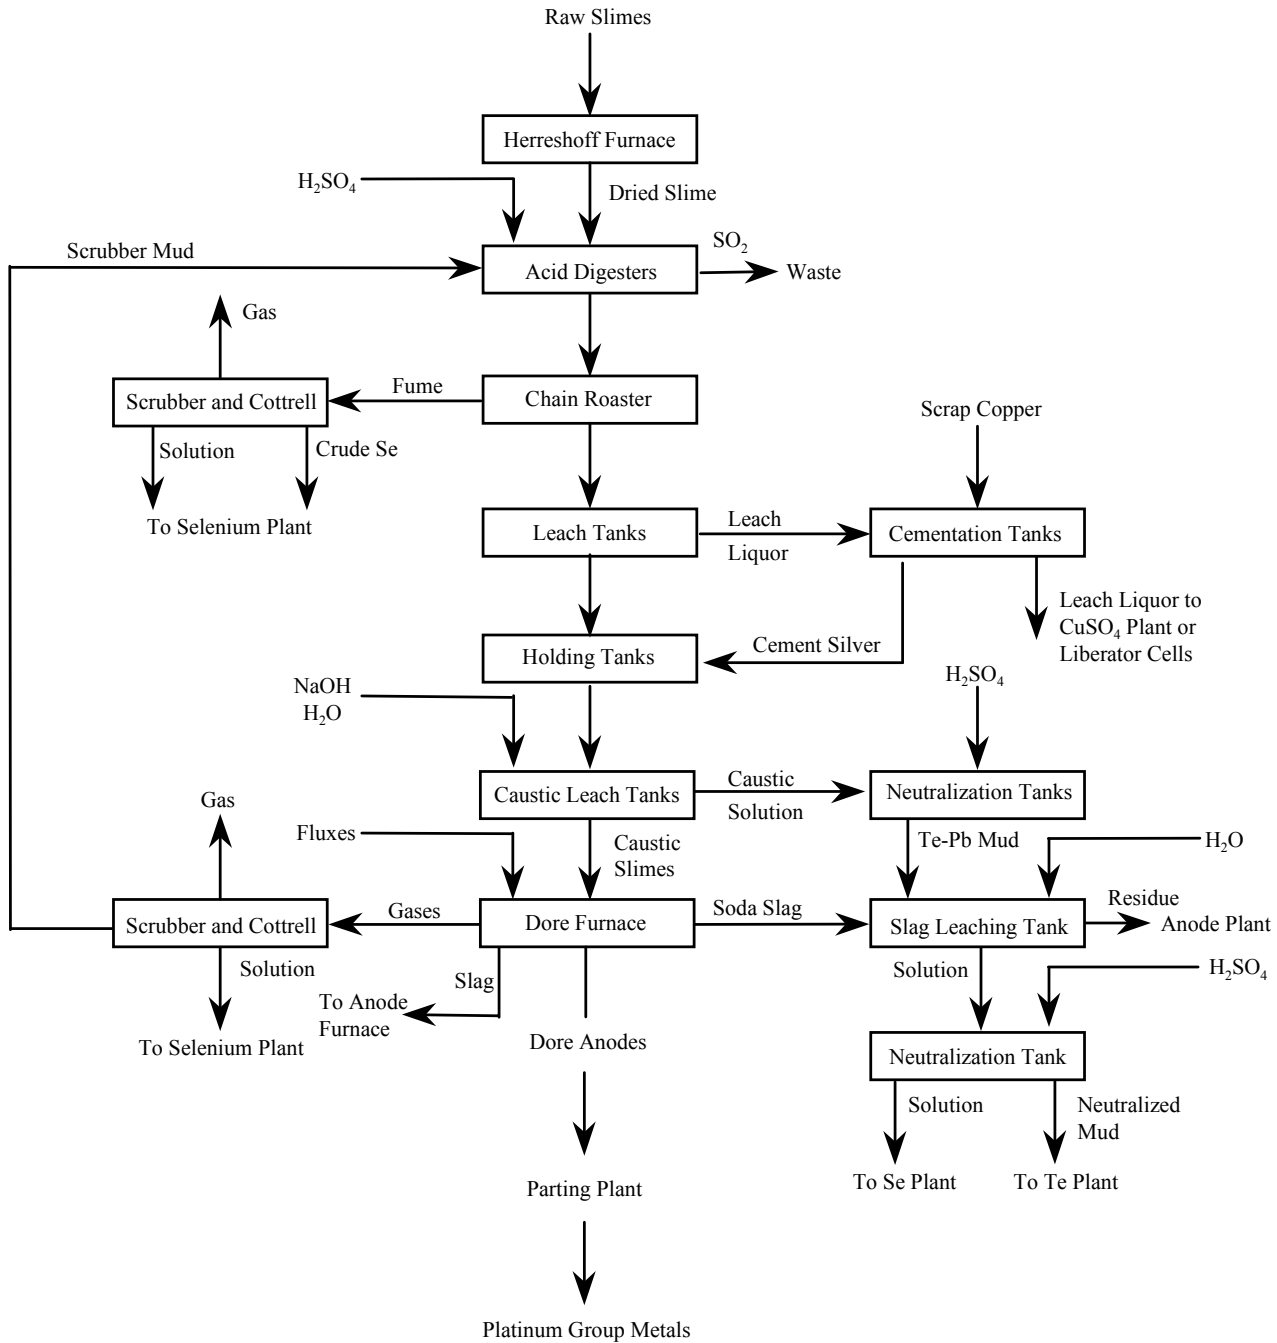 Raw Slimes
Herreshoff Furnace
H₂SO₄
Dried Slime
Scrubber Mud
SO₂
Acid Digesters
Waste
Gas
Fume
Scrubber and Cottrell
Chain Roaster
Scrap Copper
Solution
Crude Se
To Selenium Plant
Leach
Leach Tanks
Liquor
Cementation Tanks
Leach Liquor to
CuSO₄ Plant or
Liberator Cells
Cement Silver
Holding Tanks
H₂SO₄
NaOH
H₂O
Caustic
Gas
Caustic Leach Tanks
Solution
Neutralization Tanks
Fluxes
Caustic
Slimes
Te-Pb Mud
H₂O
Gases
Soda Slag
Residue
Scrubber and Cottrell
Dore Furnace
Slag Leaching Tank
Anode Plant
Solution
Slag
Solution
H₂SO₄
To Anode
Furnace
To Selenium Plant
Dore Anodes
Neutralization Tank
Solution
Neutralized
Mud
Parting Plant
To Se Plant
To Te Plant
Platinum Group Metals